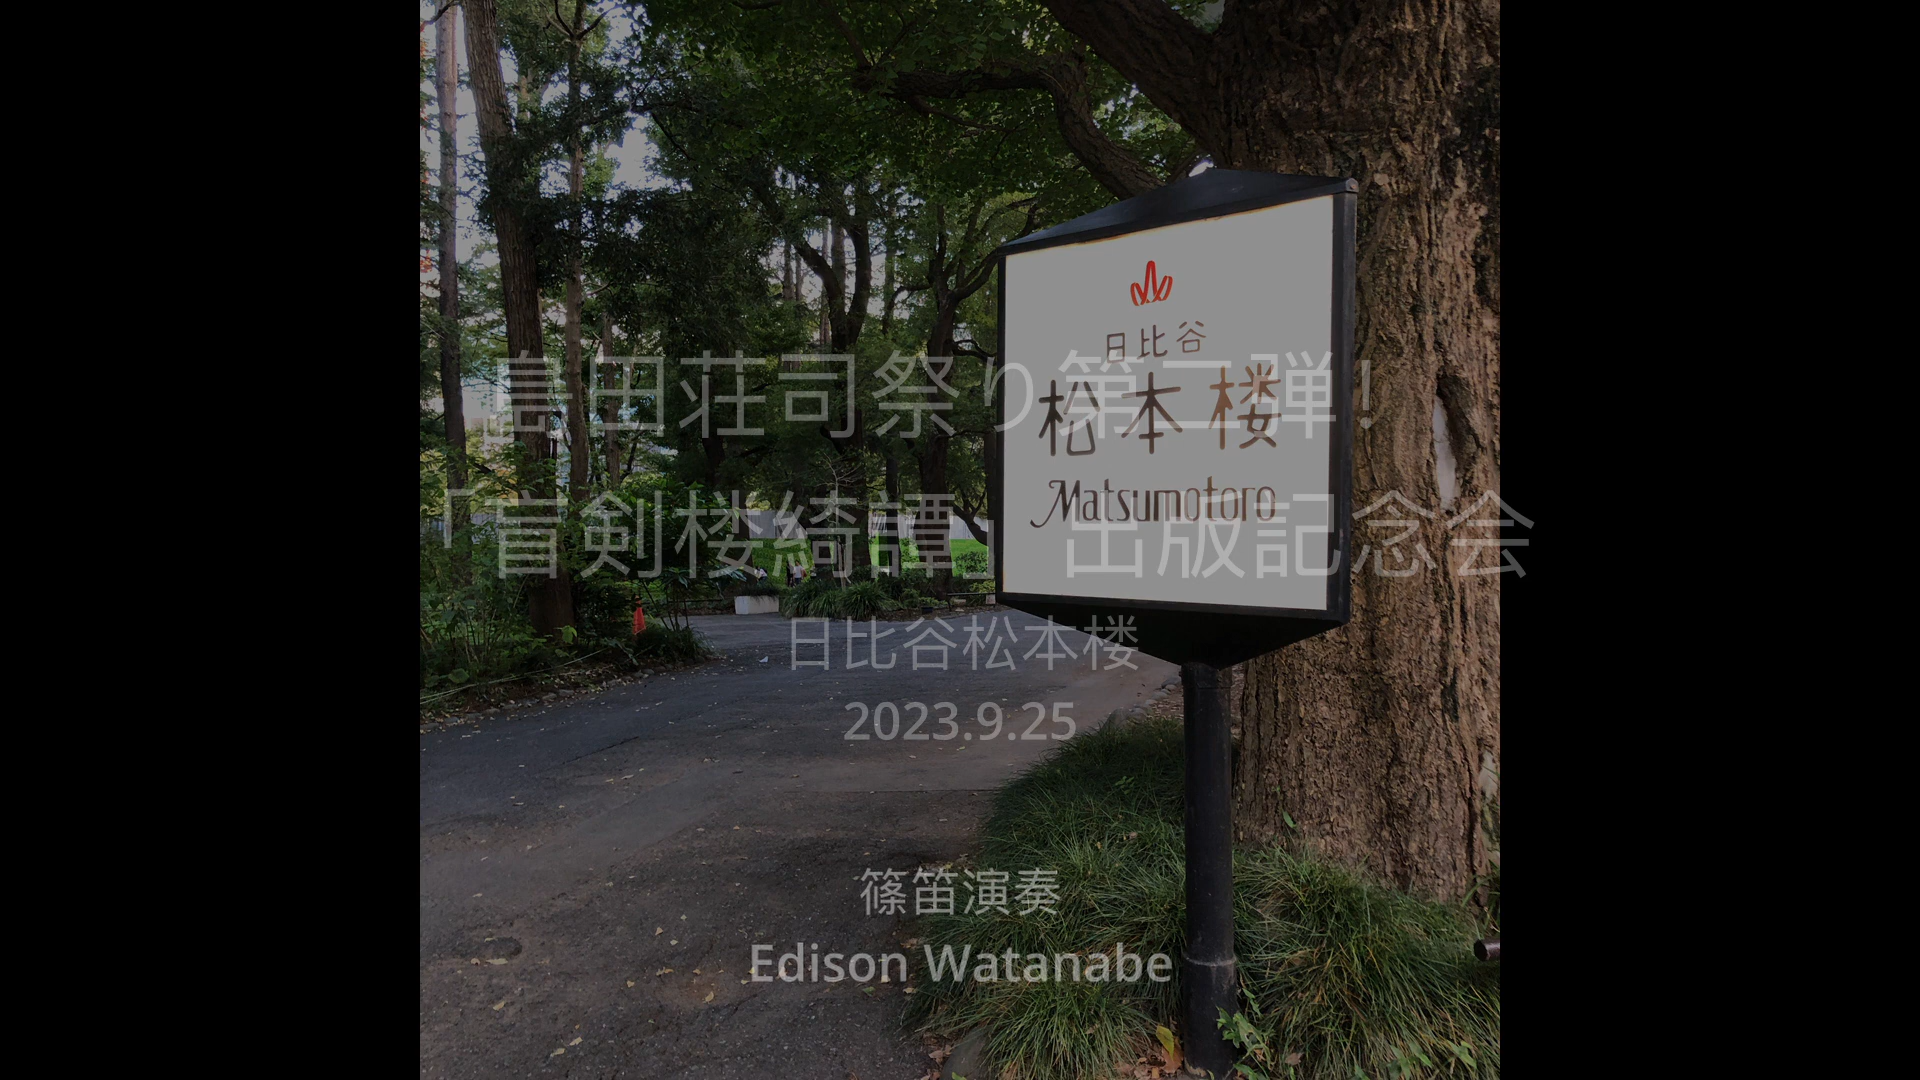 日比谷
松本楼
Matsumotoro
島田荘司祭り第二弾!
「盲剣楼綺譚」 出版記念会
日比谷松本楼
2023.9.25
篠笛演奏
Edison Watanabe